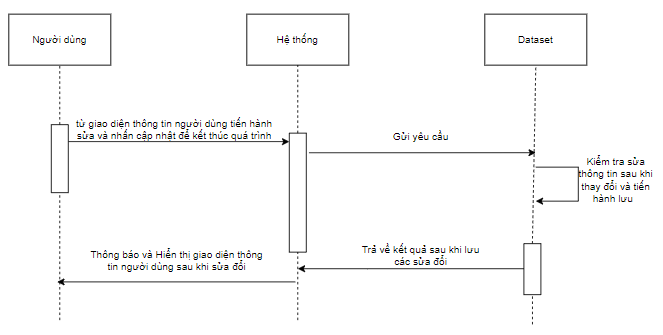 Người dùng
Hệ thống
Dataset
từ giao diện thông tin người dùng tiến hành
sửa và nhấn cập nhật để kết thúc quá trình
Gửi yêu cầu
Kiểm tra sửa
thông tin sau khi
thay đổi và tiến
hành lưu
Trả về kết quả sau khi lưu
các sửa đổi
Thông báo và Hiển thị giao diện thông
tin người dùng sau khi sửa đổi